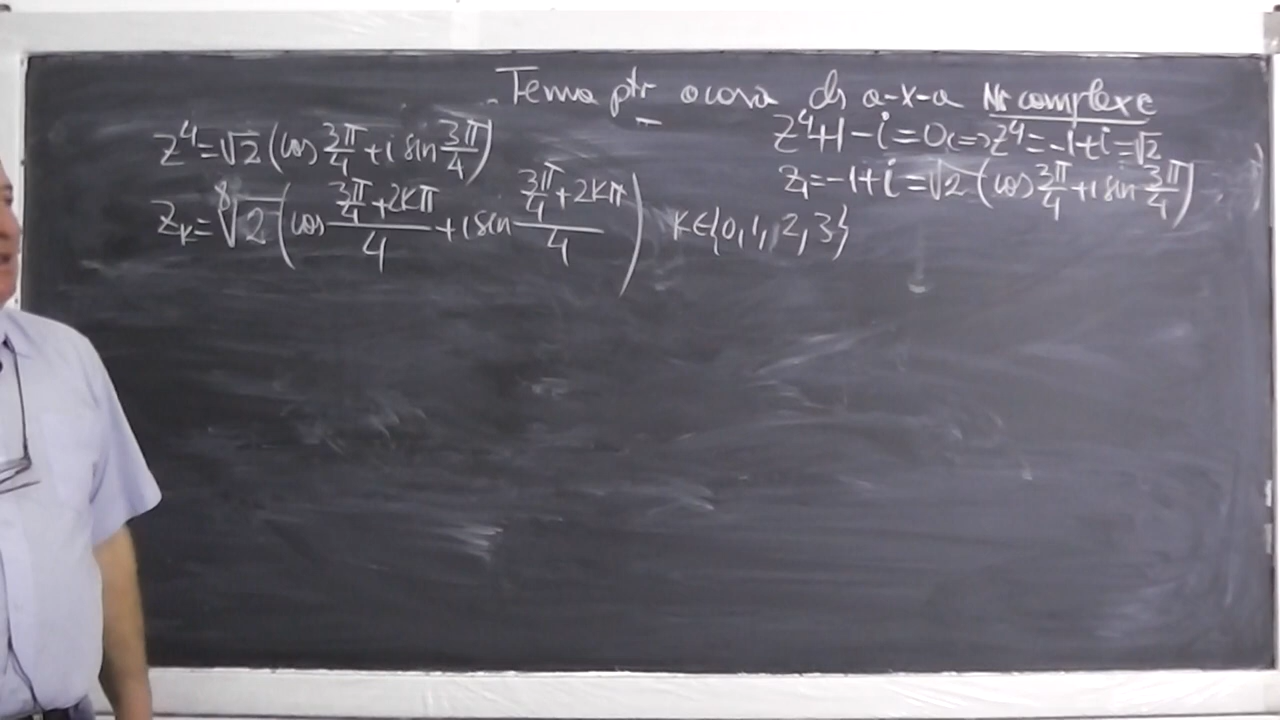 Tema ptr acasa ds a-X-a Nr complexe
z⁴+1-i=0<=>z⁴=-1+i=√2
z₁=-1+i=√2(cos 3π/4+i sin 3π/4)
z⁴=√2(cos 3π/4+i sin 3π/4)
z_K=⁸√2(cos (3π/4+2Kπ)/4+i sin (3π/4+2Kπ)/4) K∈{0,1,2,3}